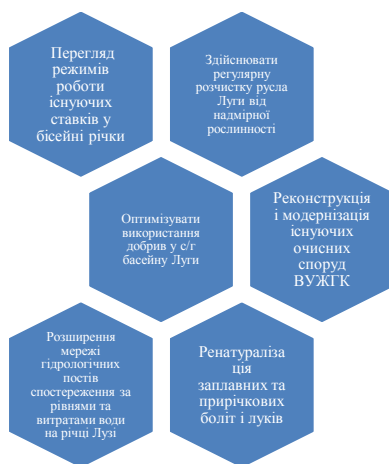 Перегляд
режимів
роботи
існуючих
ставків у
бісейні річки
Здійснювати
регулярну
розчистку русла
Луги від
надмірної
рослинності
Оптимізувати
використання
добрив у с/г
басейну Луги
Реконструкція
і модернізація
існуючих
очисних
споруд
ВУЖГК
Розширення
мережі
гідрологічних
постів
спостереження за
рівнями та
витратами води
на річці Лузі
Ренатураліза
ція
заплавних та
прирічкових
боліт і луків